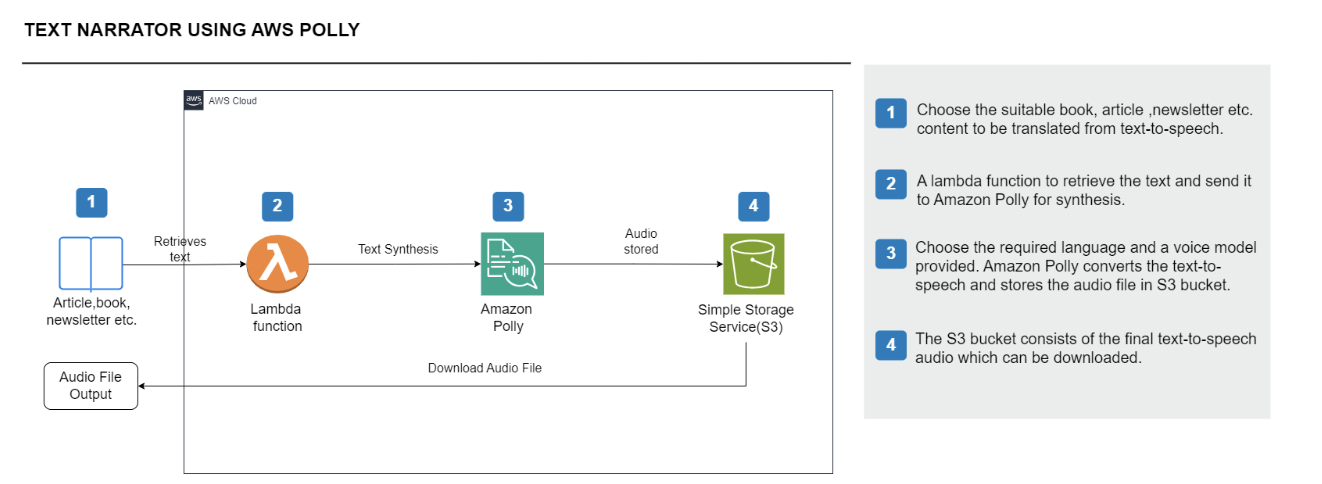 TEXT NARRATOR USING AWS POLLY
aws
AWS Cloud
1
Retrieves
text
Article,book,
newsletter etc.
2
Lambda
function
Text Synthesis
3
Amazon
Polly
Audio
stored
4
Simple Storage
Service(S3)
Download Audio File
Audio File
Output
1
Choose the suitable book, article ,newsletter etc.
content to be translated from text-to-speech.
2
A lambda function to retrieve the text and send it
to Amazon Polly for synthesis.
3
Choose the required language and a voice model
provided. Amazon Polly converts the text-to-
speech and stores the audio file in S3 bucket.
4
The S3 bucket consists of the final text-to-speech
audio which can be downloaded.